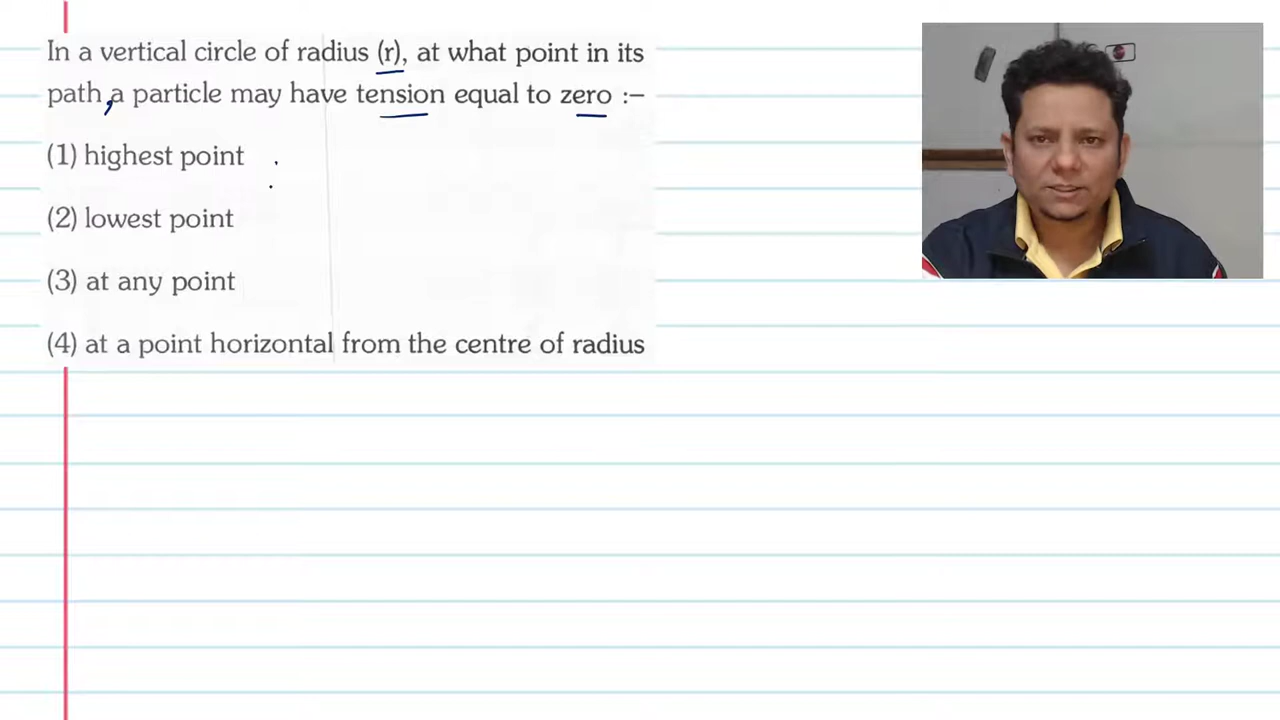 In a vertical circle of radius (r), at what point in its
path, a particle may have tension equal to zero :–
(1) highest point
(2) lowest point
(3) at any point
(4) at a point horizontal from the centre of radius